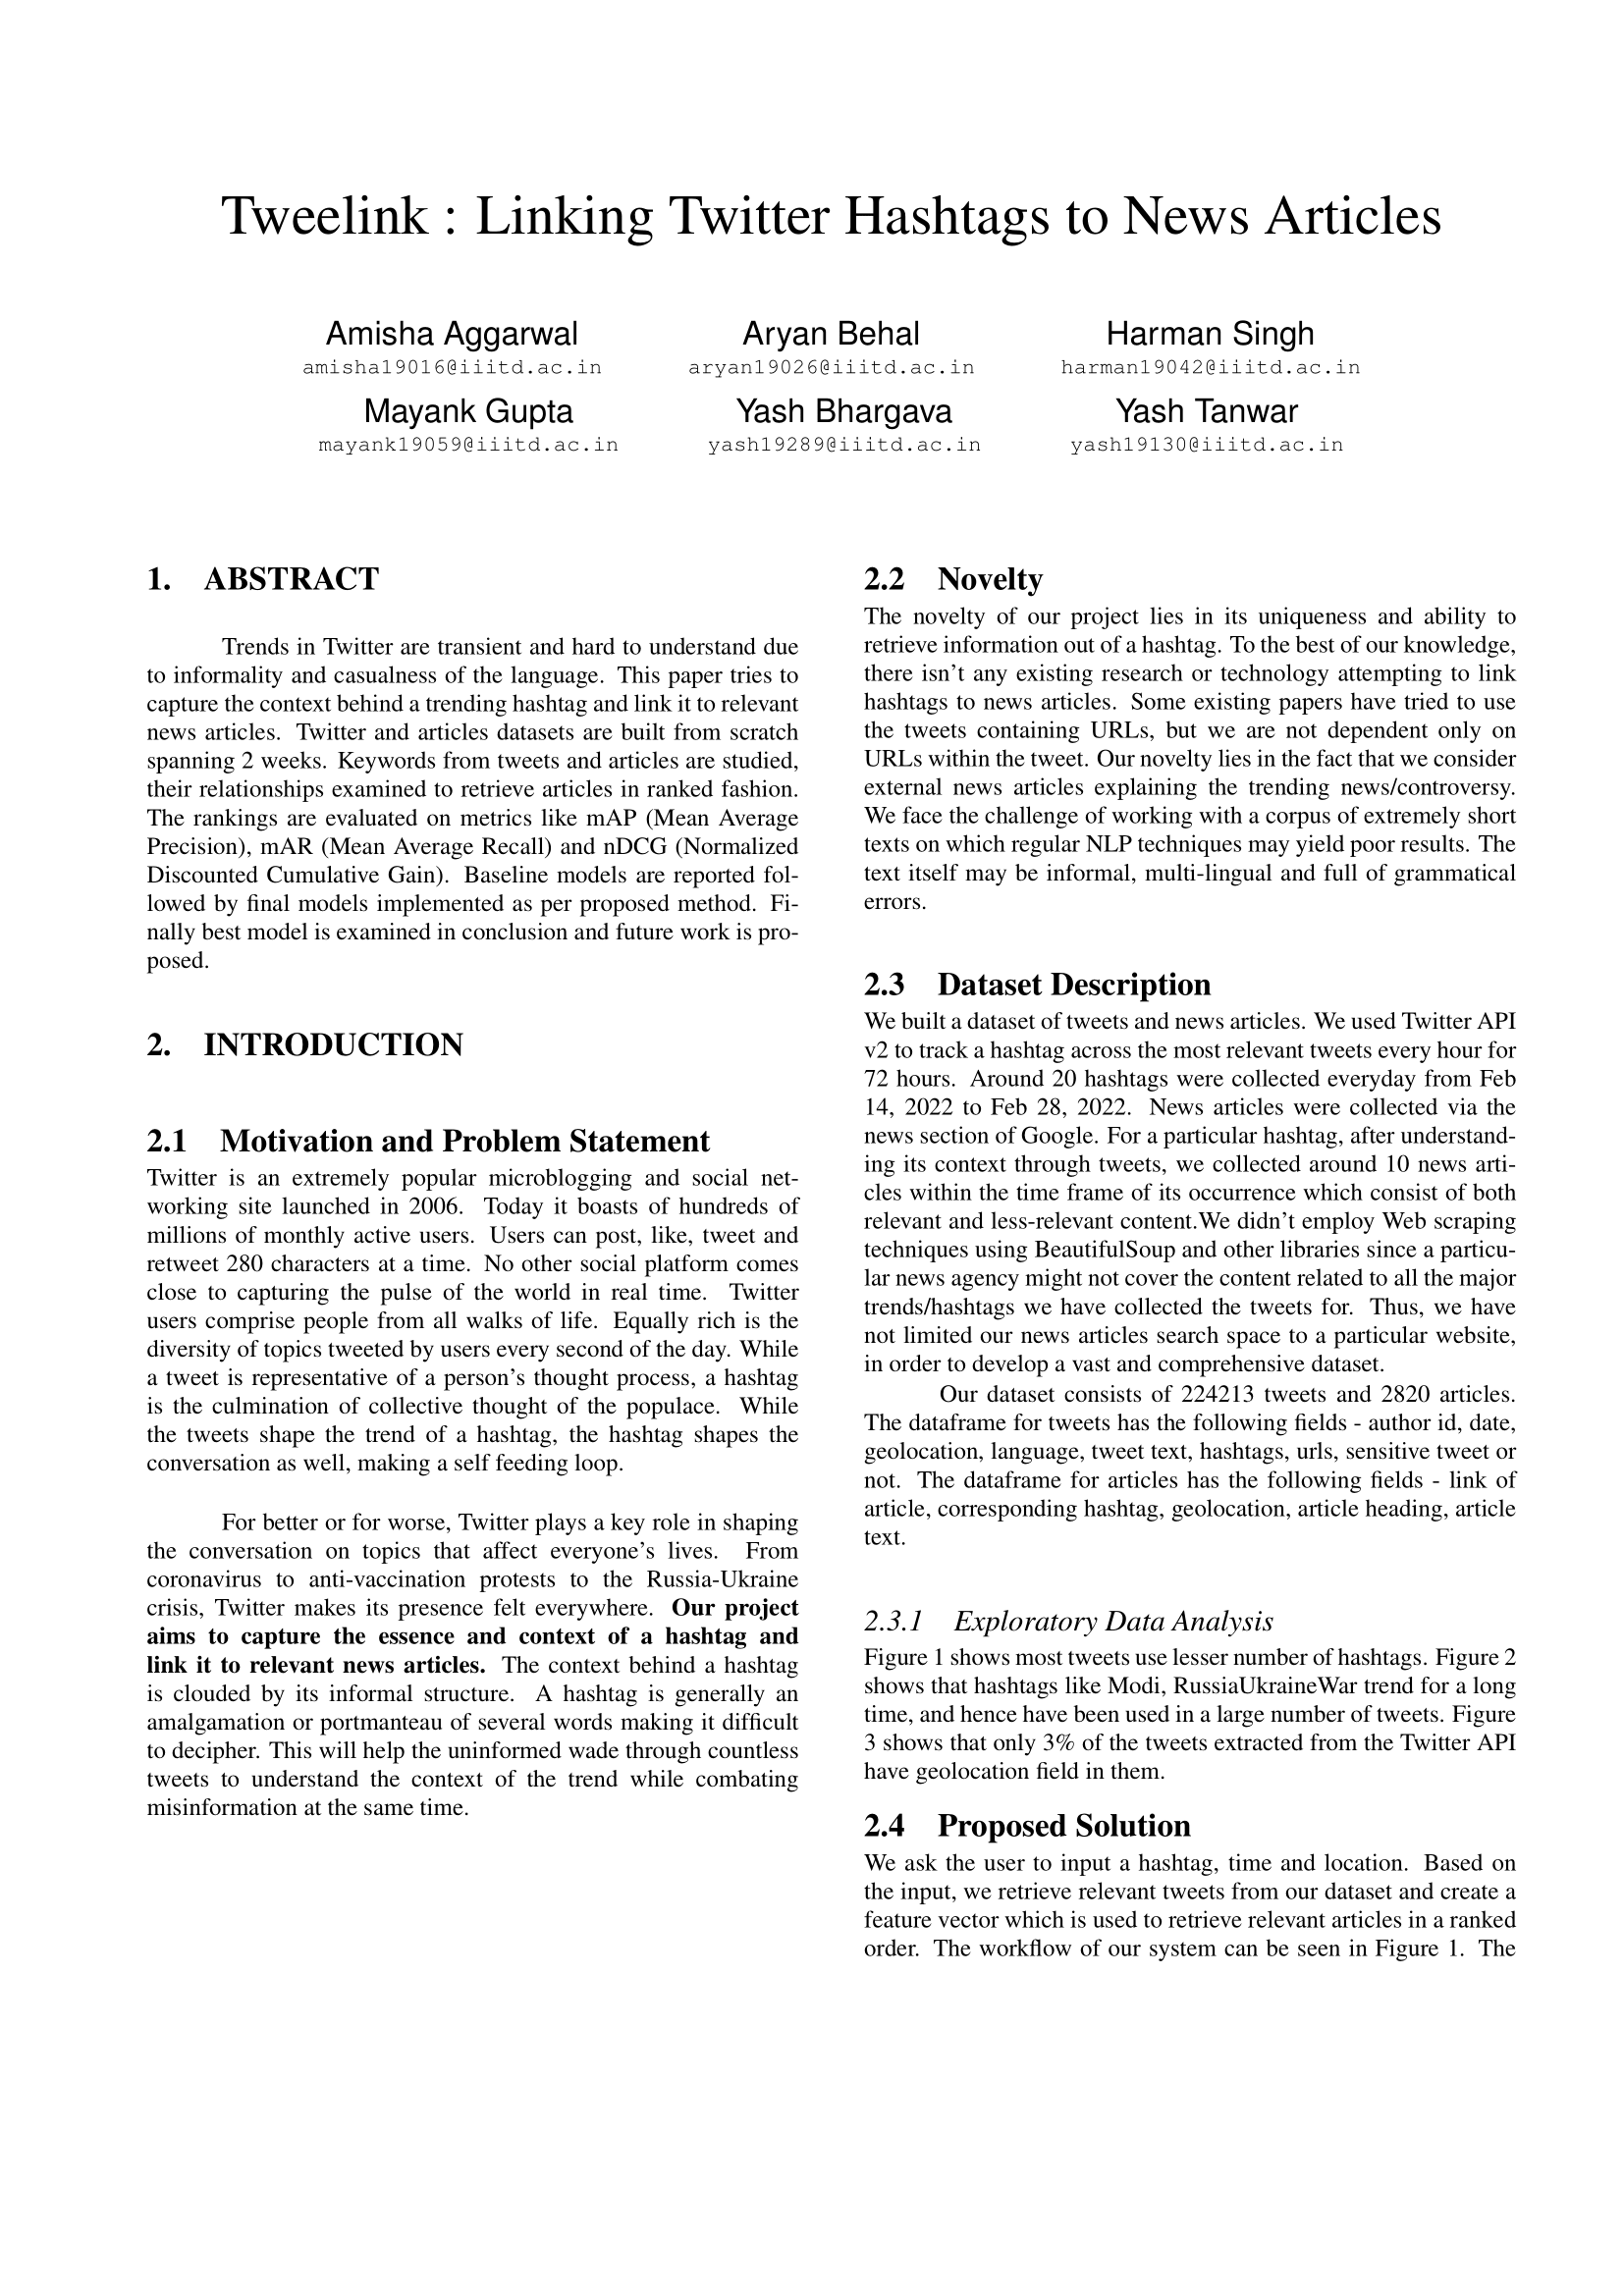 Tweelink : Linking Twitter Hashtags to News Articles
Amisha Aggarwal
amisha19016@iiitd.ac.in
Aryan Behal
aryan19026@iiitd.ac.in
Harman Singh
harman19042@iiitd.ac.in
Mayank Gupta
mayank19059@iiitd.ac.in
Yash Bhargava
yash19289@iiitd.ac.in
Yash Tanwar
yash19130@iiitd.ac.in
1. ABSTRACT
Trends in Twitter are transient and hard to understand due
to informality and casualness of the language. This paper tries to
capture the context behind a trending hashtag and link it to relevant
news articles. Twitter and articles datasets are built from scratch
spanning 2 weeks. Keywords from tweets and articles are studied,
their relationships examined to retrieve articles in ranked fashion.
The rankings are evaluated on metrics like mAP (Mean Average
Precision), mAR (Mean Average Recall) and nDCG (Normalized
Discounted Cumulative Gain). Baseline models are reported fol-
lowed by final models implemented as per proposed method. Fi-
nally best model is examined in conclusion and future work is pro-
posed.
2. INTRODUCTION
2.1 Motivation and Problem Statement
Twitter is an extremely popular microblogging and social net-
working site launched in 2006. Today it boasts of hundreds of
millions of monthly active users. Users can post, like, tweet and
retweet 280 characters at a time. No other social platform comes
close to capturing the pulse of the world in real time. Twitter
users comprise people from all walks of life. Equally rich is the
diversity of topics tweeted by users every second of the day. While
a tweet is representative of a person's thought process, a hashtag
is the culmination of collective thought of the populace. While
the tweets shape the trend of a hashtag, the hashtag shapes the
conversation as well, making a self feeding loop.
For better or for worse, Twitter plays a key role in shaping
the conversation on topics that affect everyone's lives. From
coronavirus to anti-vaccination protests to the Russia-Ukraine
crisis, Twitter makes its presence felt everywhere. Our project
aims to capture the essence and context of a hashtag and
link it to relevant news articles. The context behind a hashtag
is clouded by its informal structure. A hashtag is generally an
amalgamation or portmanteau of several words making it difficult
to decipher. This will help the uninformed wade through countless
tweets to understand the context of the trend while combating
misinformation at the same time.
2.2 Novelty
The novelty of our project lies in its uniqueness and ability to
retrieve information out of a hashtag. To the best of our knowledge,
there isn't any existing research or technology attempting to link
hashtags to news articles. Some existing papers have tried to use
the tweets containing URLs, but we are not dependent only on
URLs within the tweet. Our novelty lies in the fact that we consider
external news articles explaining the trending news/controversy.
We face the challenge of working with a corpus of extremely short
texts on which regular NLP techniques may yield poor results. The
text itself may be informal, multi-lingual and full of grammatical
errors.
2.3 Dataset Description
We built a dataset of tweets and news articles. We used Twitter API
v2 to track a hashtag across the most relevant tweets every hour for
72 hours. Around 20 hashtags were collected everyday from Feb
14, 2022 to Feb 28, 2022. News articles were collected via the
news section of Google. For a particular hashtag, after understand-
ing its context through tweets, we collected around 10 news arti-
cles within the time frame of its occurrence which consist of both
relevant and less-relevant content.We didn't employ Web scraping
techniques using BeautifulSoup and other libraries since a particu-
lar news agency might not cover the content related to all the major
trends/hashtags we have collected the tweets for. Thus, we have
not limited our news articles search space to a particular website,
in order to develop a vast and comprehensive dataset.
Our dataset consists of 224213 tweets and 2820 articles.
The dataframe for tweets has the following fields - author id, date,
geolocation, language, tweet text, hashtags, urls, sensitive tweet or
not. The dataframe for articles has the following fields - link of
article, corresponding hashtag, geolocation, article heading, article
text.
2.3.1 Exploratory Data Analysis
Figure 1 shows most tweets use lesser number of hashtags. Figure 2
shows that hashtags like Modi, RussiaUkraineWar trend for a long
time, and hence have been used in a large number of tweets. Figure
3 shows that only 3% of the tweets extracted from the Twitter API
have geolocation field in them.
2.4 Proposed Solution
We ask the user to input a hashtag, time and location. Based on
the input, we retrieve relevant tweets from our dataset and create a
feature vector which is used to retrieve relevant articles in a ranked
order. The workflow of our system can be seen in Figure 1. The